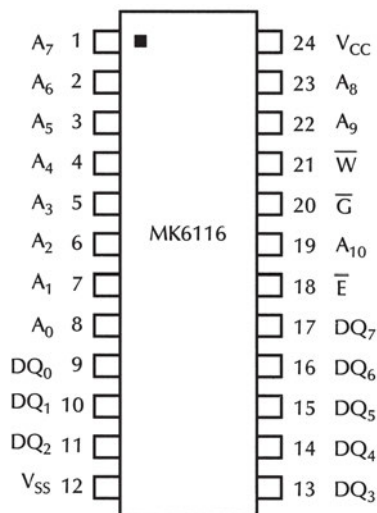 A₇ 1 24 V_CC
A₆ 2 23 A₈
A₅ 3 22 A₉
A₄ 4 21 W̅
A₃ 5 20 G̅
A₂ 6 MK6116 19 A₁₀
A₁ 7 18 E̅
A₀ 8 17 DQ₇
DQ₀ 9 16 DQ₆
DQ₁ 10 15 DQ₅
DQ₂ 11 14 DQ₄
V_SS 12 13 DQ₃